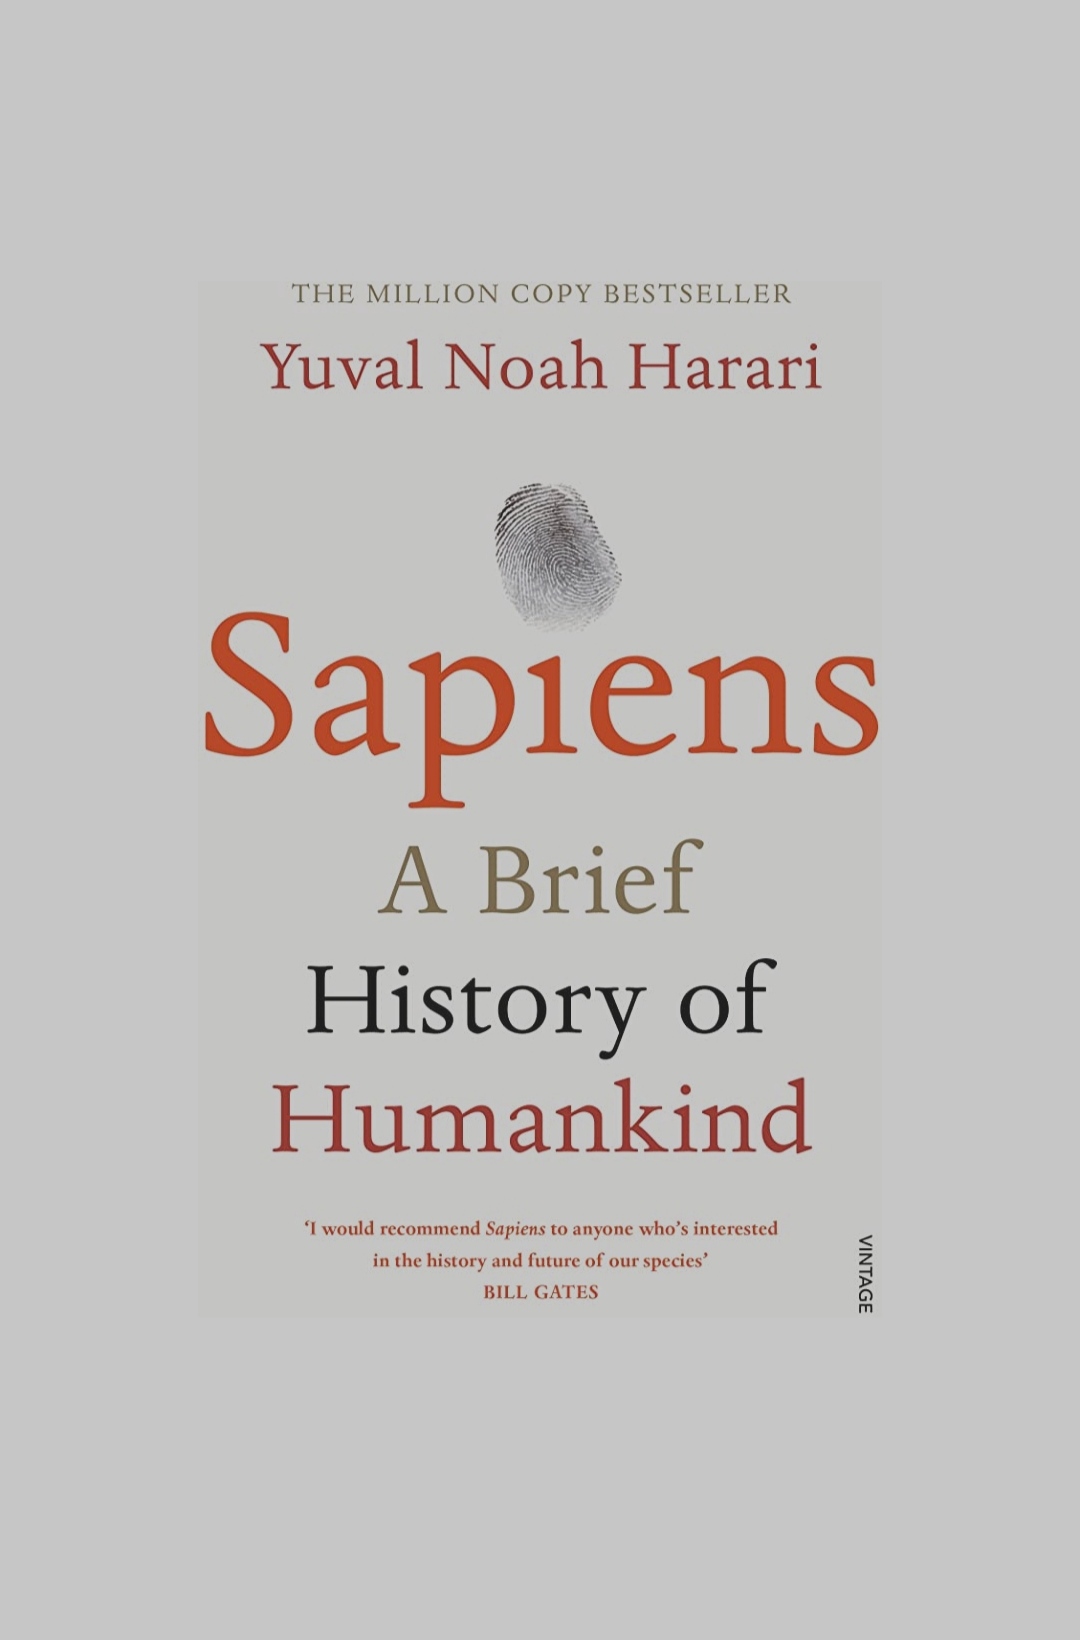 THE MILLION COPY BESTSELLER
Yuval Noah Harari
Sapiens
A Brief
History of
Humankind
‘I would recommend Sapiens to anyone who’s interested
in the history and future of our species’
BILL GATES
VINTAGE